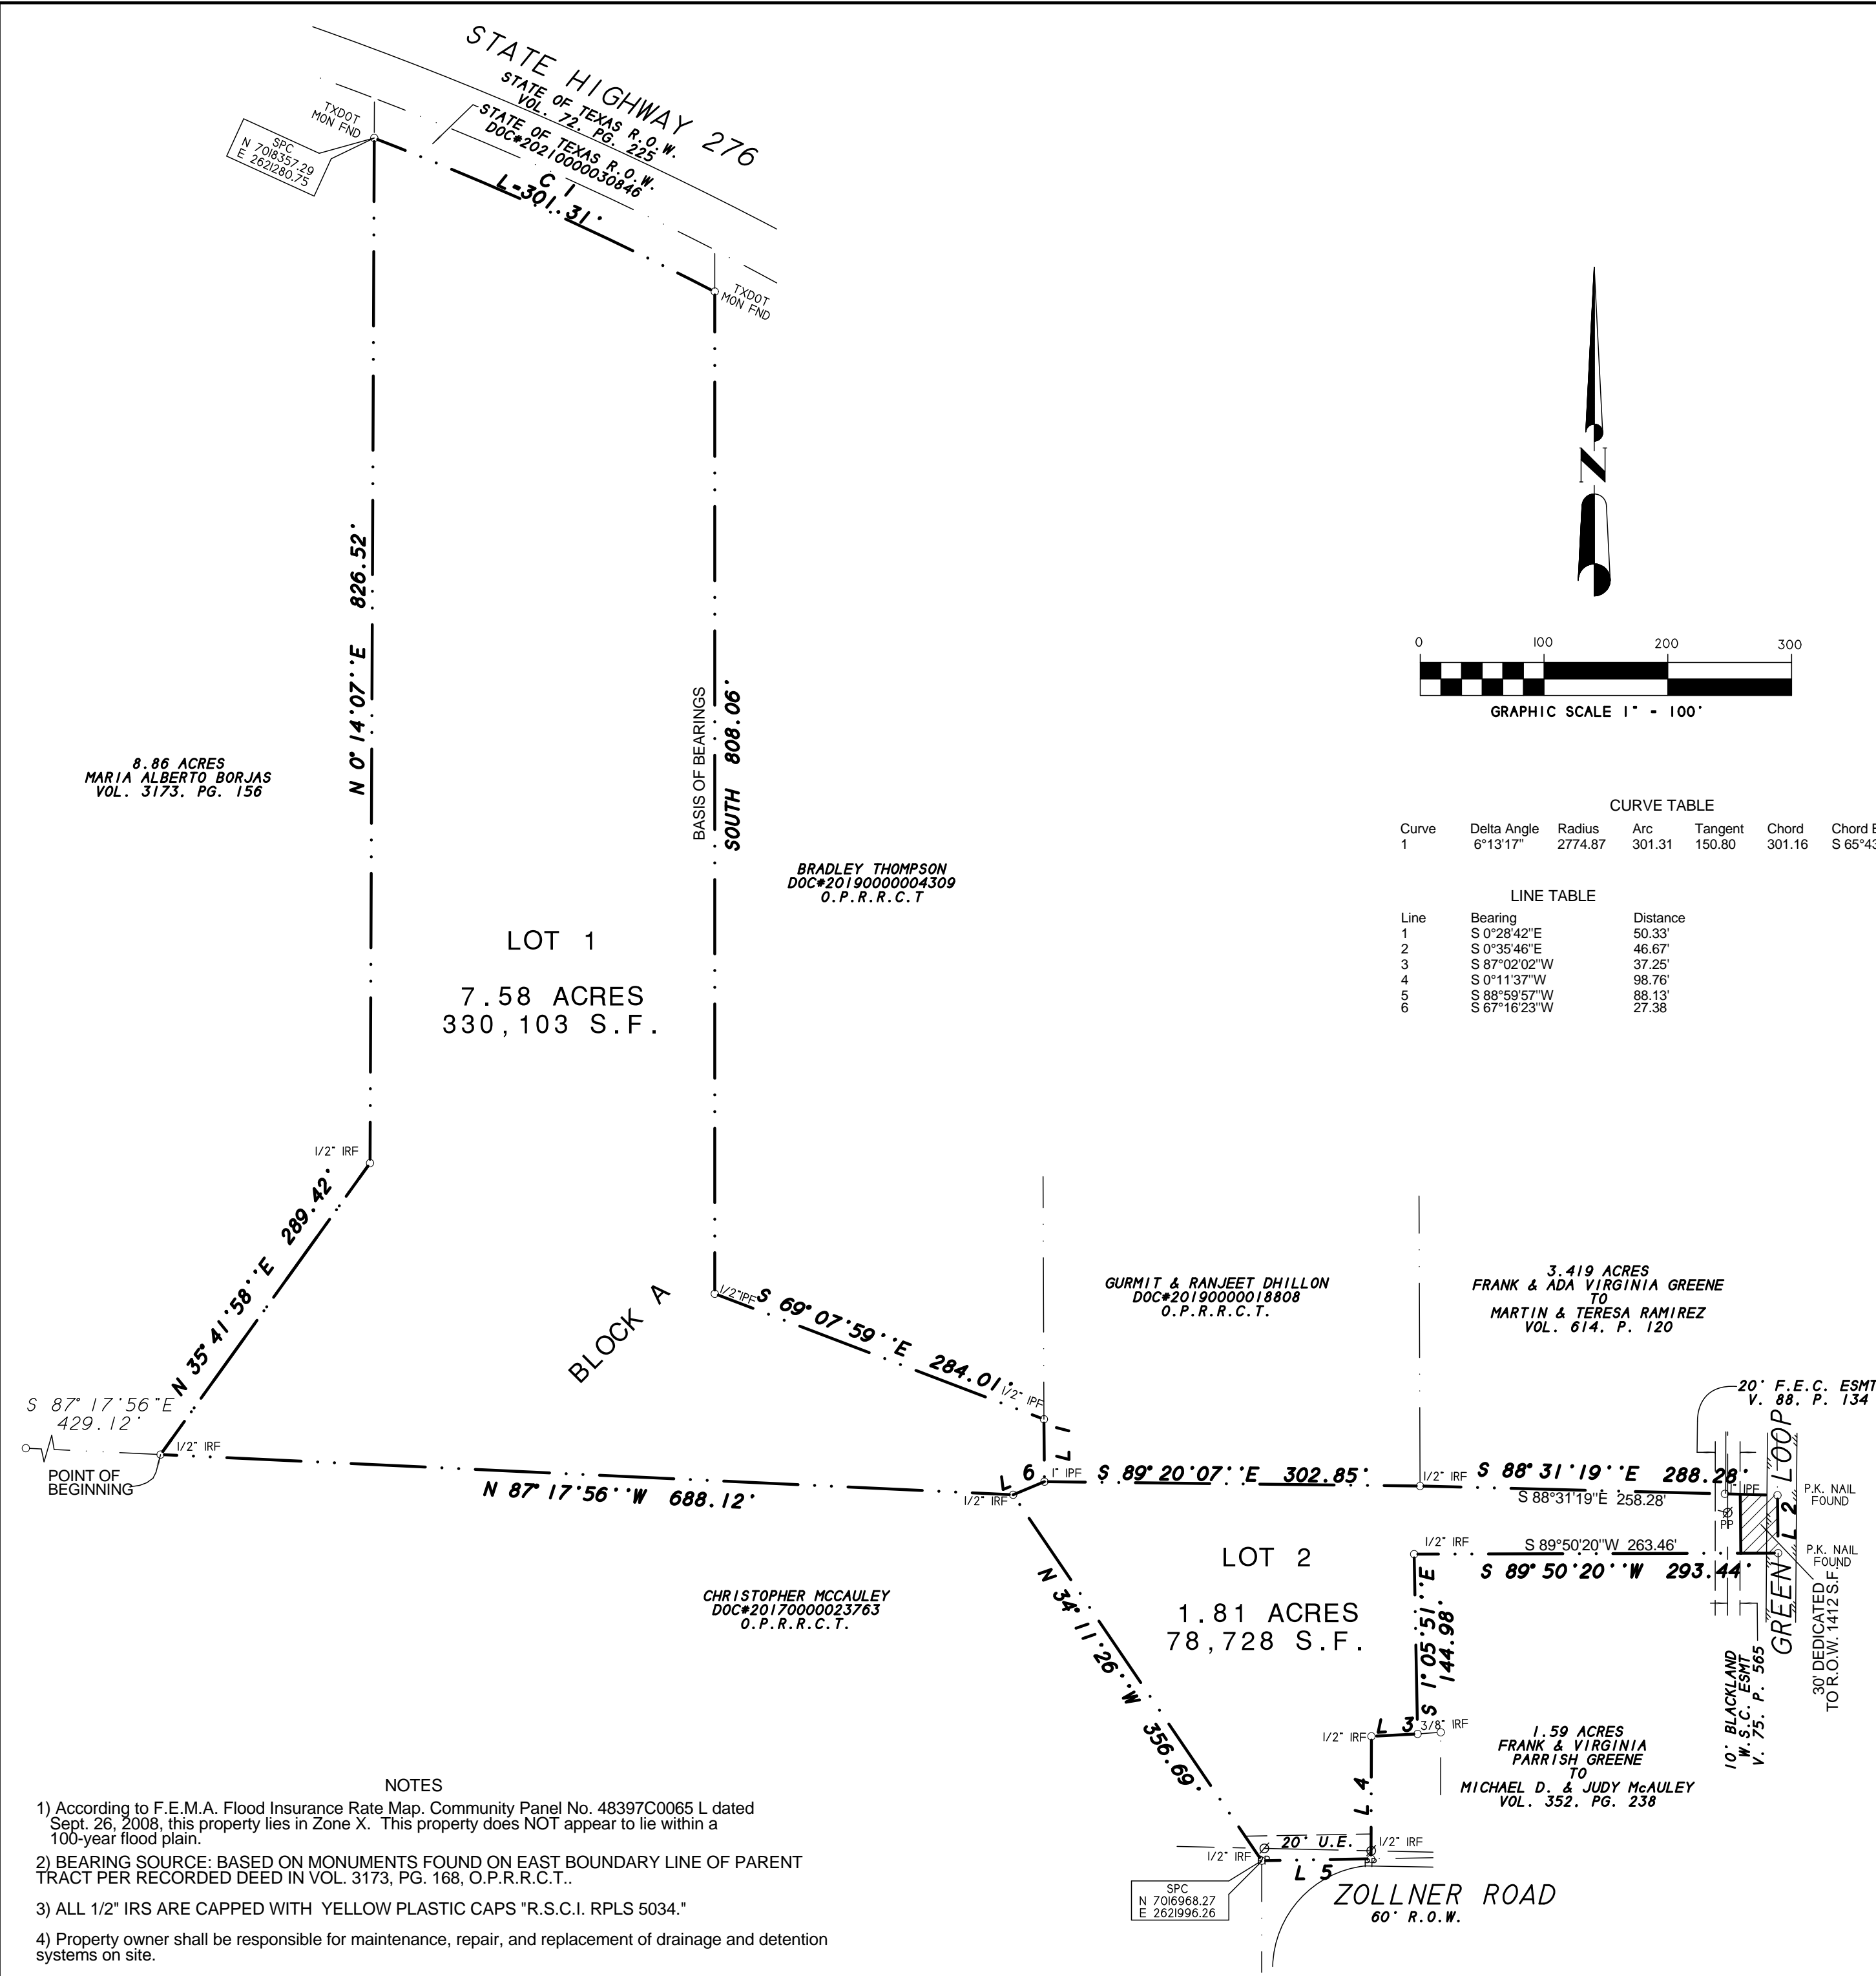 STATE HIGHWAY 276
STATE OF TEXAS R.O.W.
VOL. 72, PG. 225
STATE OF TEXAS R.O.W.
DOC#20210000030846
C 1
L=301.31'
TXDOT
MON FND
SPC
N 7018357.29
E 2621280.75
TXDOT
MON FND
N
0 100 200 300
GRAPHIC SCALE 1" = 100'
N 0°14'07''E 826.52'
BASIS OF BEARINGS
SOUTH 808.06'
8.86 ACRES
MARIA ALBERTO BORJAS
VOL. 3173, PG. 156
BRADLEY THOMPSON
DOC#20190000004309
O.P.R.R.C.T
CURVE TABLE
Curve Delta Angle Radius Arc Tangent Chord Chord
1 6°13'17" 2774.87 301.31 150.80 301.16 S 65°43
LINE TABLE
Line Bearing Distance
1 S 0°28'42"E 50.33'
2 S 0°35'46"E 46.67'
3 S 87°02'02"W 37.25'
4 S 0°11'37"W 98.76'
5 S 88°59'57"W 88.13'
6 S 67°16'23"W 27.38
LOT 1
7.58 ACRES
330,103 S.F.
1/2" IRF
N 35°41'58''E 289.42'
BLOCK A
1/2"IPF
S 69°07'59''E 284.01'
1/2" IPF
L 1
GURMIT & RANJEET DHILLON
DOC#20190000018808
O.P.R.R.C.T.
3.419 ACRES
FRANK & ADA VIRGINIA GREENE
TO
MARTIN & TERESA RAMIREZ
VOL. 614, P. 120
20' F.E.C. ESMT
V. 88, P. 134
S 87°17'56"E
429.12'
1/2" IRF
POINT OF
BEGINNING
N 87°17'56''W 688.12'
L 6
1" IPF
1/2" IRF
S 89°20'07''E 302.85'
1/2" IRF
S 88°31'19''E 288.28'
S 88°31'19"E 258.28'
1" IPF
PP
P.K. NAIL
FOUND
L 2
GREEN LOOP
P.K. NAIL
FOUND
1/2" IRF
S 89°50'20"W 263.46'
S 89°50'20''W 293.44'
LOT 2
1.81 ACRES
78,728 S.F.
CHRISTOPHER MCCAULEY
DOC#20170000023763
O.P.R.R.C.T.
N 34°11'26''W 356.69'
S 1°05'51''E
144.98'
30' DEDICATED
TO R.O.W. 1412 S.F.
10' BLACKLAND
W.S.C. ESMT
V. 75, P. 565
1/2" IRF
L 3
3/8" IRF
L 4
1.59 ACRES
FRANK & VIRGINIA
PARRISH GREENE
TO
MICHAEL D. & JUDY McAULEY
VOL. 352, PG. 238
20' U.E.
1/2" IRF
1/2" IRF
PP
L 5
SPC
N 7016968.27
E 2621996.26
ZOLLNER ROAD
60' R.O.W.
NOTES
1) According to F.E.M.A. Flood Insurance Rate Map. Community Panel No. 48397C0065 L dated
Sept. 26, 2008, this property lies in Zone X. This property does NOT appear to lie within a
100-year flood plain.
2) BEARING SOURCE: BASED ON MONUMENTS FOUND ON EAST BOUNDARY LINE OF PARENT
TRACT PER RECORDED DEED IN VOL. 3173, PG. 168, O.P.R.R.C.T..
3) ALL 1/2" IRS ARE CAPPED WITH YELLOW PLASTIC CAPS "R.S.C.I. RPLS 5034."
4) Property owner shall be responsible for maintenance, repair, and replacement of drainage and detention
systems on site.